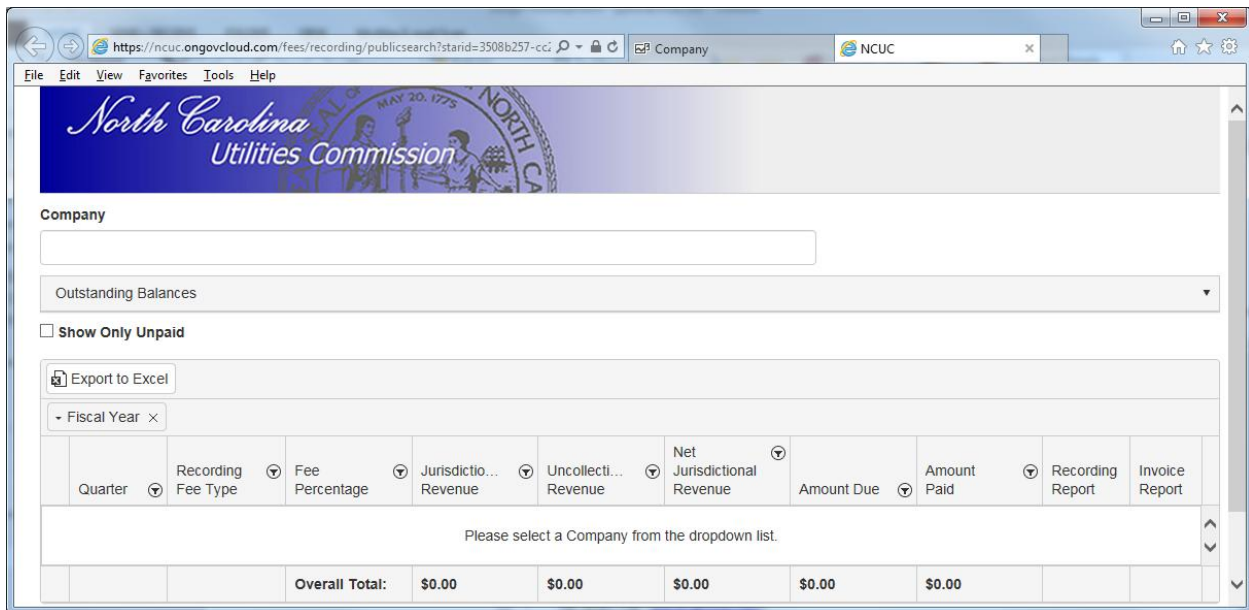 https://ncuc.ongovcloud.com/fees/recording/publicsearch?starid=3508b257-cc2
Company
NCUC
File Edit View Favorites Tools Help
North Carolina
Utilities Commission
MAY 20, 1775
NORTH CA
Company
Outstanding Balances
Show Only Unpaid
Export to Excel
Fiscal Year ×
Quarter
Recording
Fee Type
Fee
Percentage
Jurisdictio...
Revenue
Uncollecti...
Revenue
Net
Jurisdictional
Revenue
Amount Due
Amount
Paid
Recording
Report
Invoice
Report
Please select a Company from the dropdown list.
Overall Total: $0.00 $0.00 $0.00 $0.00 $0.00